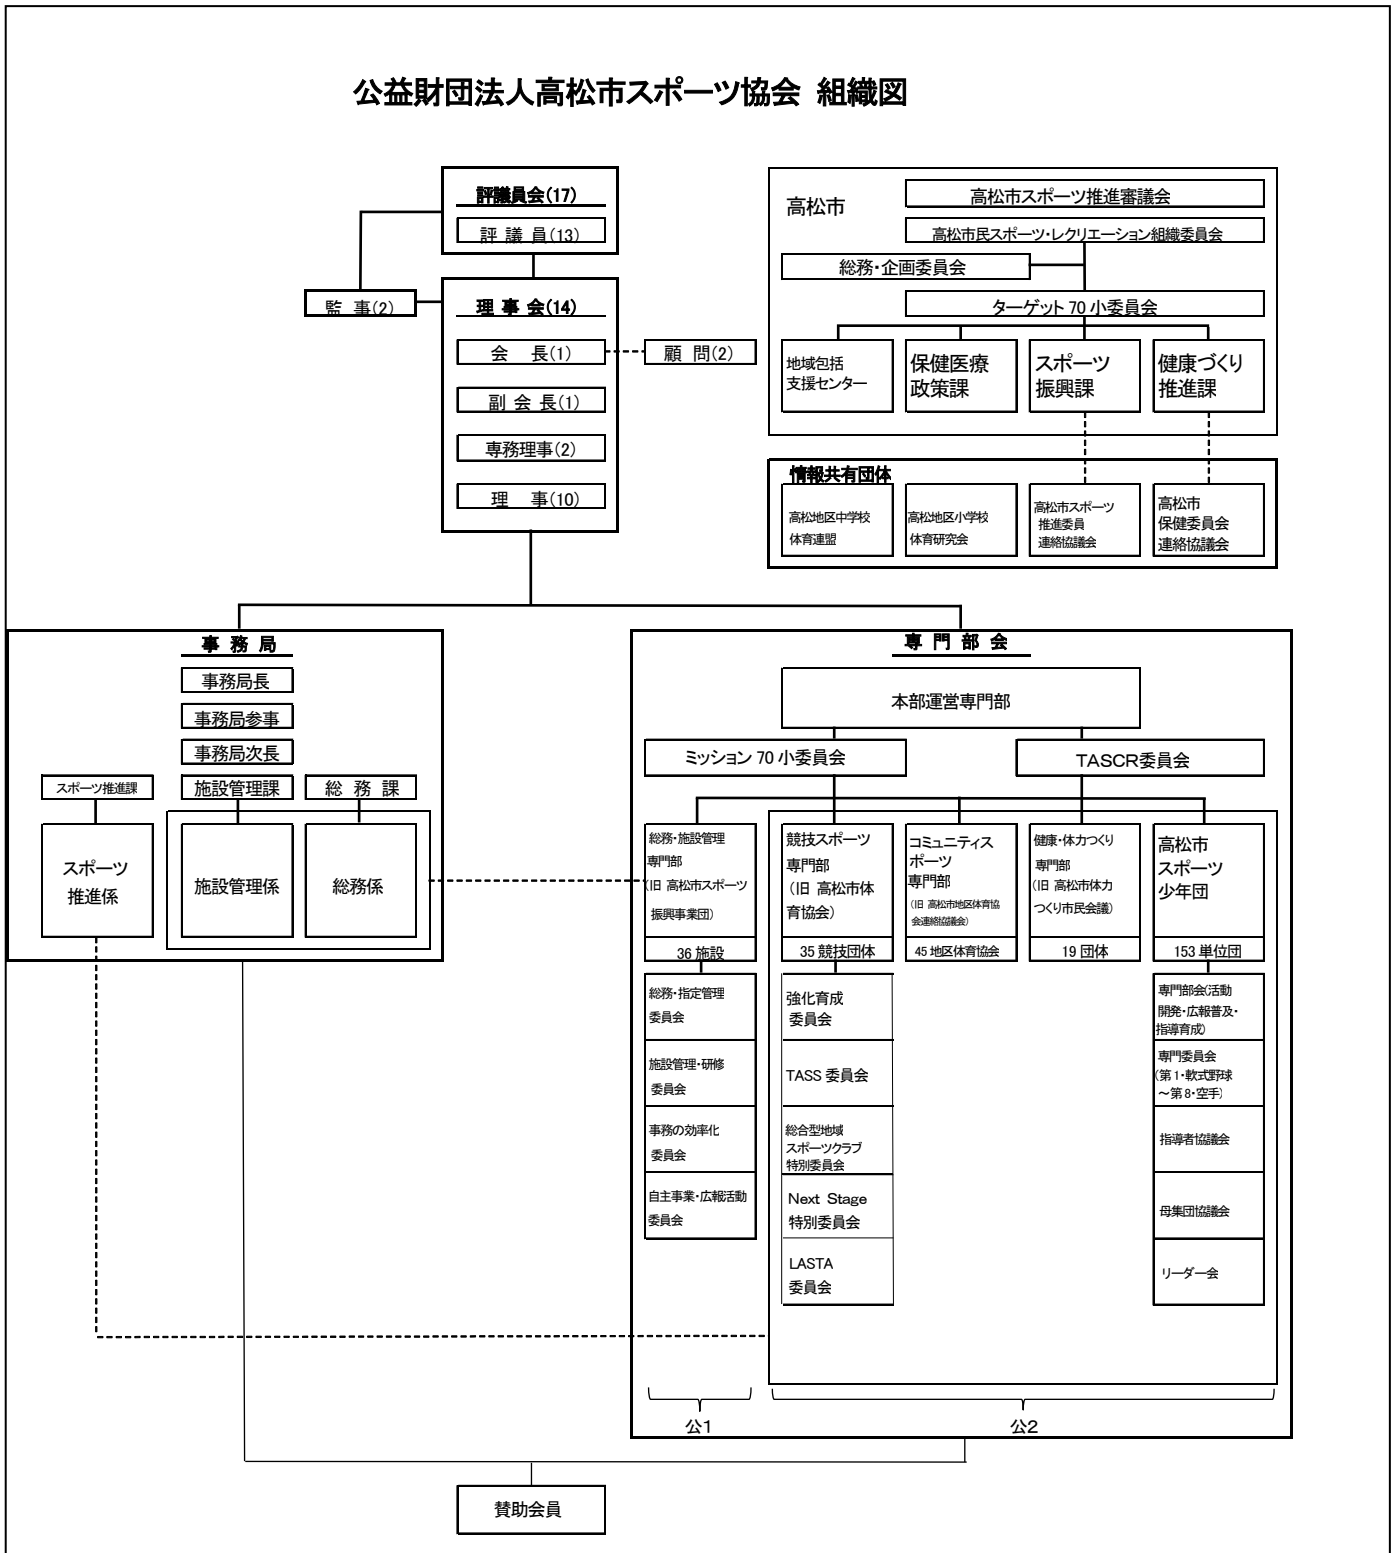 公益財団法人高松市スポーツ協会 組織図
評議員会(17)
評 議 員(13)
監 事(2)
理 事 会(14)
会 長(1)
顧 問(2)
副 会 長(1)
専務理事(2)
理 事(10)
高松市
高松市スポーツ推進審議会
高松市民スポーツ・レクリエーション組織委員会
総務・企画委員会
ターゲット 70 小委員会
地域包括
支援センター
保健医療
政策課
スポーツ
振興課
健康づくり
推進課
情報共有団体
高松地区中学校
体育連盟
高松地区小学校
体育研究会
高松市スポーツ
推進委員
連絡協議会
高松市
保健委員会
連絡協議会
事 務 局
事務局長
事務局参事
事務局次長
スポーツ推進課
施設管理課
総 務 課
スポーツ
推進係
施設管理係
総務係
専 門 部 会
本部運営専門部
ミッション 70 小委員会
TASCR委員会
総務・施設管理
専門部
(旧 高松市スポーツ
振興事業団)
36 施設
競技スポーツ
専門部
(旧 高松市体
育協会)
35 競技団体
コミュニティス
ポーツ
専門部
(旧 高松市地区体育協
会連絡協議会)
45 地区体育協会
健康・体力つくり
専門部
(旧 高松市体力
つくり市民会議)
19 団体
高松市
スポーツ
少年団
153 単位団
総務・指定管理
委員会
施設管理・研修
委員会
事務の効率化
委員会
自主事業・広報活動
委員会
強化育成
委員会
TASS 委員会
総合型地域
スポーツクラブ
特別委員会
Next Stage
特別委員会
LASTA
委員会
専門部会(活動
開発・広報普及・
指導育成)
専門委員会
(第1・軟式野球
～第8・空手)
指導者協議会
母集団協議会
リーダー会
公1
公2
賛助会員